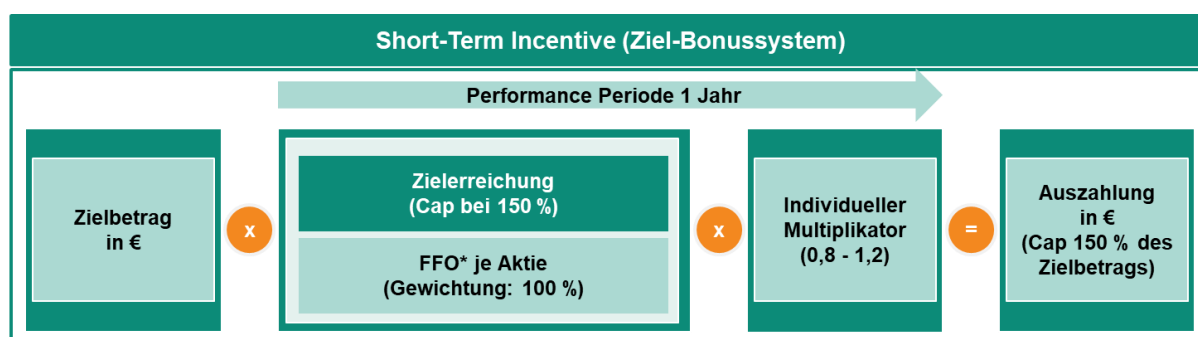 Short-Term Incentive (Ziel-Bonussystem)
Performance Periode 1 Jahr
Zielbetrag
in €
x
Zielerreichung
(Cap bei 150 %)
FFO* je Aktie
(Gewichtung: 100 %)
x
Individueller
Multiplikator
(0,8 - 1,2)
=
Auszahlung
in €
(Cap 150 % des
Zielbetrags)